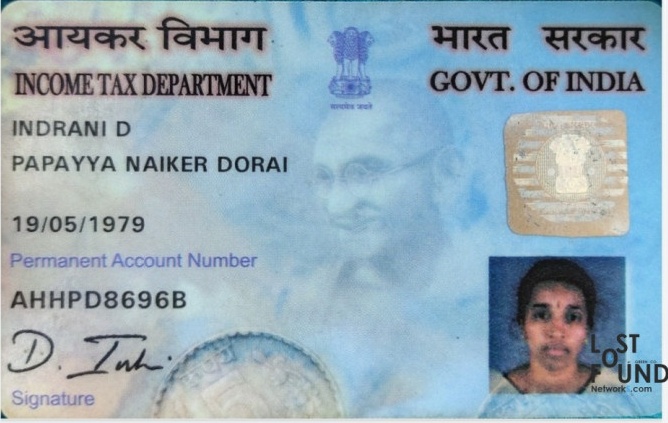 आयकर विभाग
INCOME TAX DEPARTMENT
सत्यमेव जयते
भारत सरकार
GOVT. OF INDIA
INDRANI D
PAPAYYA NAIKER DORAI
19/05/1979
Permanent Account Number
AHHPD8696B
D.
Signature
LOST
FOUND
Network .com